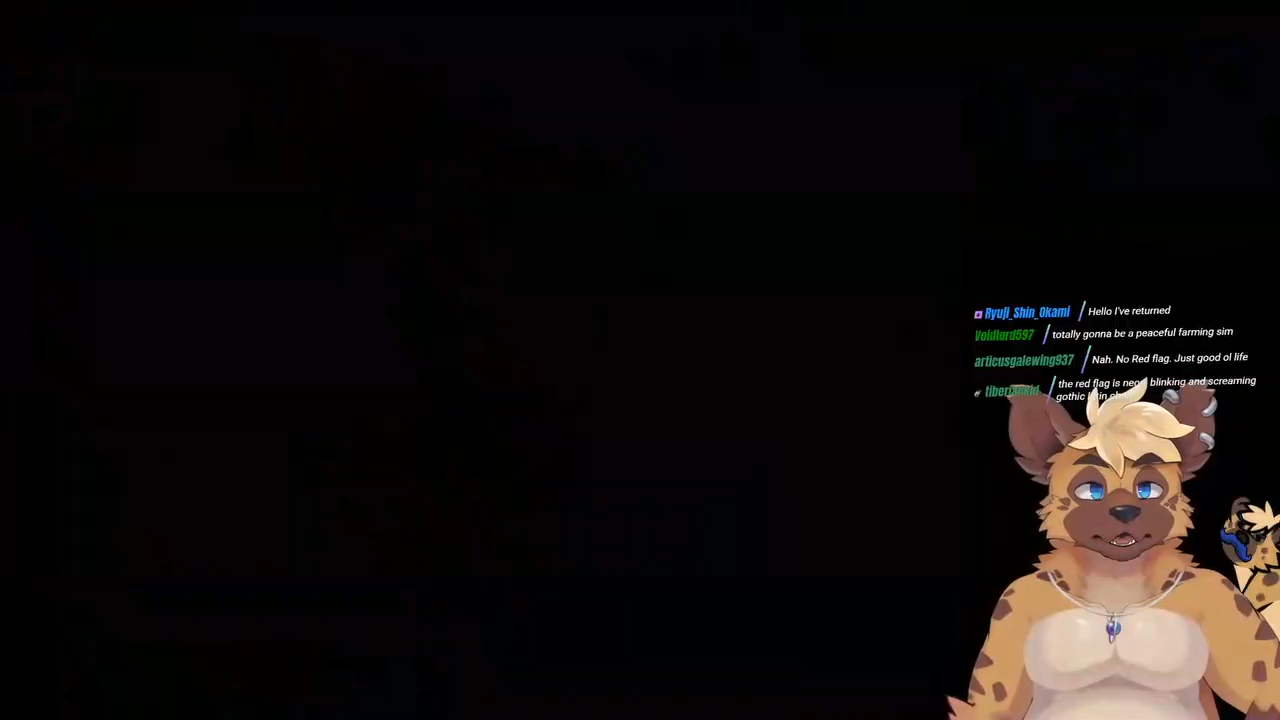 Ryuji_Shin_Okami / Hello I've returned
Voidlord597 / totally gonna be a peaceful farming sim
articusgalewing937 / Nah. No Red flag. Just good ol life
/ the red flag is neon blinking and screaming
gothic